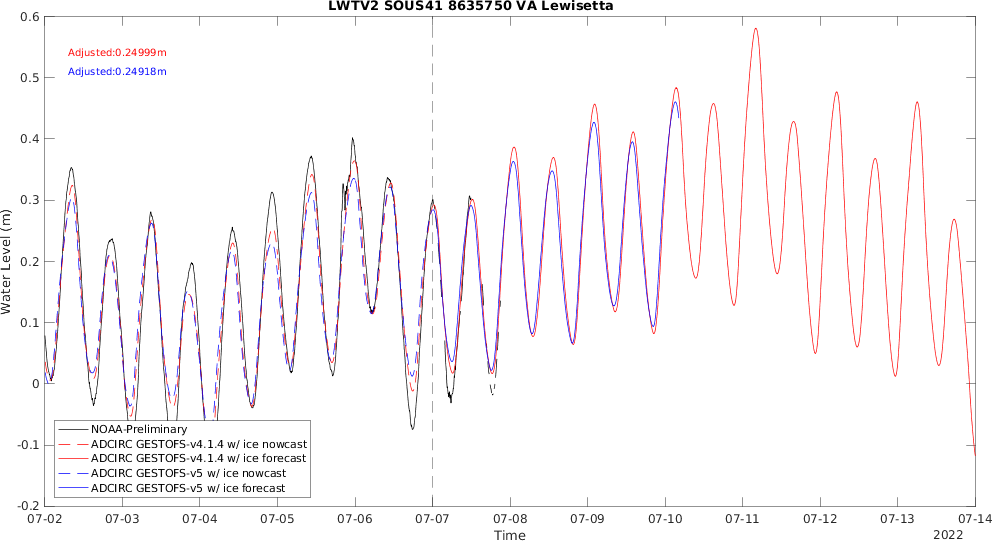 LWTV2 SOUS41 8635750 VA Lewisetta
0.6
Adjusted:0.24999m
Adjusted:0.24918m
0.5
0.4
0.3
0.2
0.1
0
-0.1
-0.2
Water Level (m)
NOAA-Preliminary
ADCIRC GESTOFS-v4.1.4 w/ ice nowcast
ADCIRC GESTOFS-v4.1.4 w/ ice forecast
ADCIRC GESTOFS-v5 w/ ice nowcast
ADCIRC GESTOFS-v5 w/ ice forecast
07-02 07-03 07-04 07-05 07-06 07-07 07-08 07-09 07-10 07-11 07-12 07-13 07-14
Time
2022